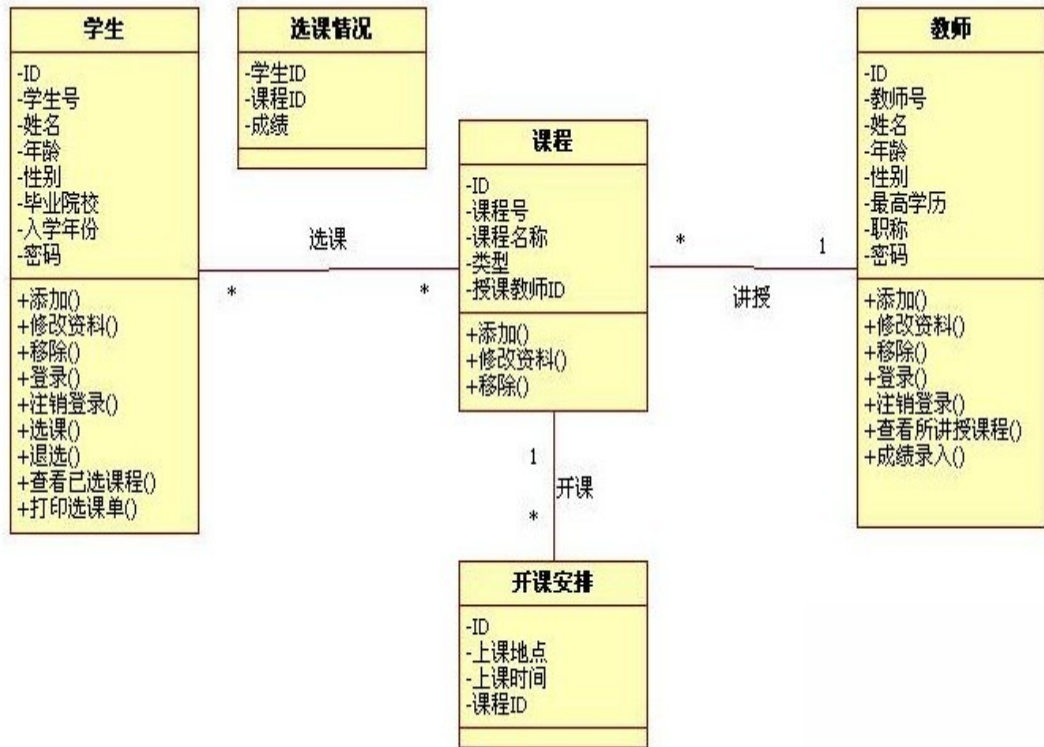 学生
-ID
-学生号
-姓名
-年龄
-性别
-毕业院校
-入学年份
-密码
+添加()
+修改资料()
+移除()
+登录()
+注销登录()
+选课()
+退选()
+查看已选课程()
+打印选课单()
选课情况
-学生ID
-课程ID
-成绩
选课
*
*
课程
-ID
-课程号
-课程名称
-类型
-授课教师ID
+添加()
+修改资料()
+移除()
*
1
讲授
教师
-ID
-教师号
-姓名
-年龄
-性别
-最高学历
-职称
-密码
+添加()
+修改资料()
+移除()
+登录()
+注销登录()
+查看所讲授课程()
+成绩录入()
1
开课
*
开课安排
-ID
-上课地点
-上课时间
-课程ID